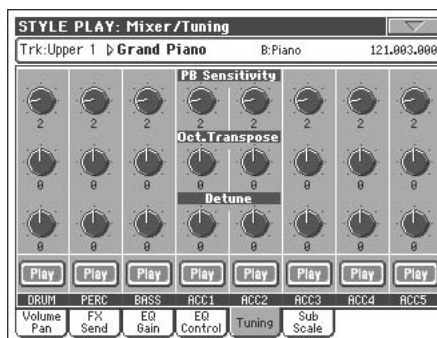 STYLE PLAY: Mixer/Tuning
Trk:Upper 1 ▷Grand Piano B:Piano 121.003.000
PB Sensitivity
2 2 2 2 2 2 2 2
Oct.Transpose
0 0 0 0 0 0 0 0
Detune
0 0 0 0 0 0 0 0
Play Play Play Play Play Play Play Play
DRUM PERC BASS ACC1 ACC2 ACC3 ACC4 ACC5
Volume Pan FX Send EQ Gain EQ Control Tuning Sub Scale